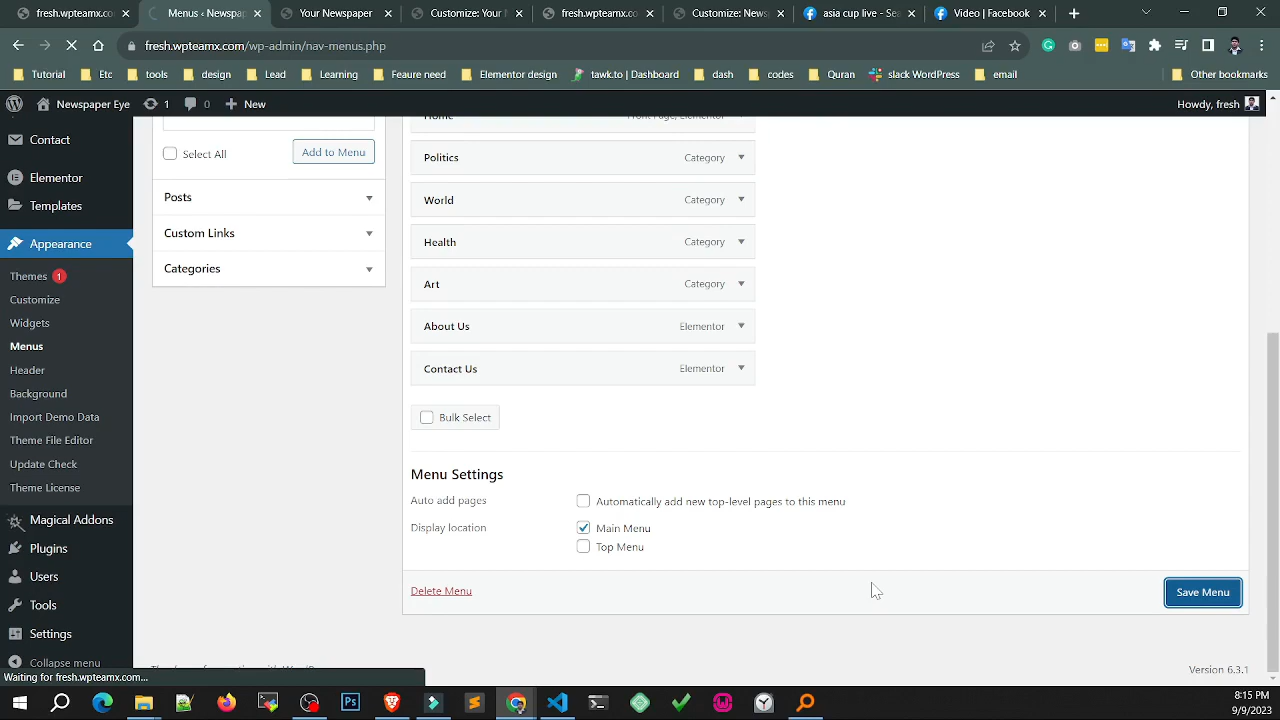 fresh.wpteamx.co
Menus ‹ Newspap
Your Newspaper
Customize: Your
fresh.wpteamx.co
Customize: News
asia cup live - Se
Video | Facebook
fresh.wpteamx.com/wp-admin/nav-menus.php
Tutorial
Etc
tools
design
Lead
Learning
Feaure need
Elementor design
tawk.to | Dashboard
dash
codes
Quran
slack WordPress
email
Other bookmarks
Newspaper Eye
1
0
New
Howdy, fresh
Contact
Elementor
Templates
Appearance
Themes 1
Customize
Widgets
Menus
Header
Background
Import Demo Data
Theme File Editor
Update Check
Theme License
Magical Addons
Plugins
Users
Tools
Settings
Collapse menu
Select All
Add to Menu
Posts
Custom Links
Categories
Home Front Page, Elementor
Politics Category
World Category
Health Category
Art Category
About Us Elementor
Contact Us Elementor
Bulk Select
Menu Settings
Auto add pages
Automatically add new top-level pages to this menu
Display location
Main Menu
Top Menu
Delete Menu
Save Menu
Version 6.3.1
Waiting for fresh.wpteamx.com...
8:15 PM
9/9/2023